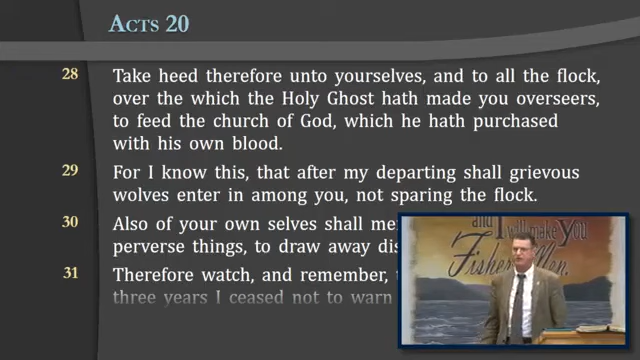 Acts 20
28 Take heed therefore unto yourselves, and to all the flock,
over the which the Holy Ghost hath made you overseers,
to feed the church of God, which he hath purchased
with his own blood.
29 For I know this, that after my departing shall grievous
wolves enter in among you, not sparing the flock.
30 Also of your own selves shall
perverse things, to draw away
31 Therefore watch, and remember,
three years I ceased not to warn
and I will make you
Fishers Men.